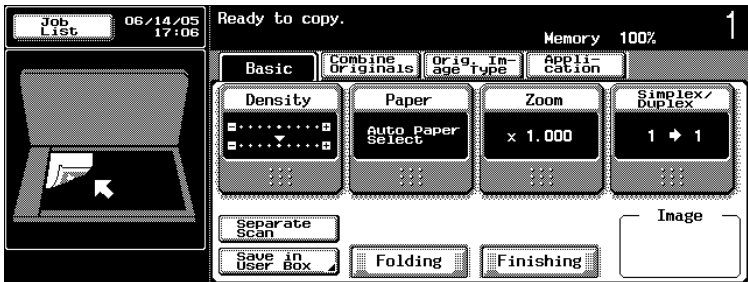 Job
List
06/14/05
17:06
Ready to copy.
Memory 100%
1
Basic
Combine
Originals
Orig. Im-
age Type
Appli-
cation
Density
Paper
Auto Paper
Select
Zoom
× 1.000
Simplex/
Duplex
1 ➔ 1
Separate
Scan
Save in
User Box
Folding
Finishing
Image